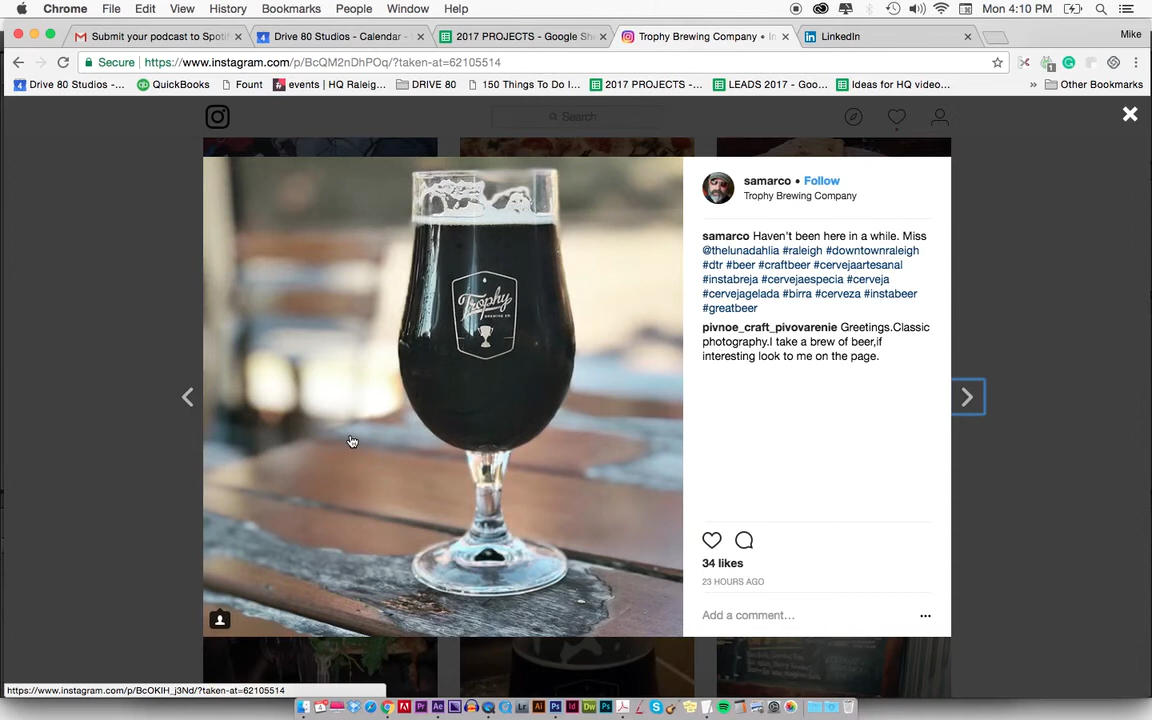 Chrome File Edit View History Bookmarks People Window Help Mon 4:10 PM
Submit your podcast to Spoti
Drive 80 Studios - Calendar -
2017 PROJECTS - Google She
Trophy Brewing Company •
LinkedIn
Mike
Secure https://www.instagram.com/p/BcQM2nDhPOq/?taken-at=62105514
Drive 80 Studios -... QuickBooks Fount events | HQ Raleig... DRIVE 80 150 Things To Do I... 2017 PROJECTS -... LEADS 2017 - Goo... Ideas for HQ video... » Other Bookmarks
Search
samarco • Follow
Trophy Brewing Company
samarco Haven't been here in a while. Miss
@thelunadahlia #raleigh #downtownraleigh
#dtr #beer #craftbeer #cervejaartesanal
#instabreja #cervejaespecia #cerveja
#cervejagelada #birra #cerveza #instabeer
#greatbeer
pivnoe_craft_pivovarenie Greetings.Classic
photography.I take a brew of beer,if
interesting look to me on the page.
Trophy
BREWING CO.
34 likes
23 HOURS AGO
Add a comment...
https://www.instagram.com/p/BcOKIH_j3Nd/?taken-at=62105514